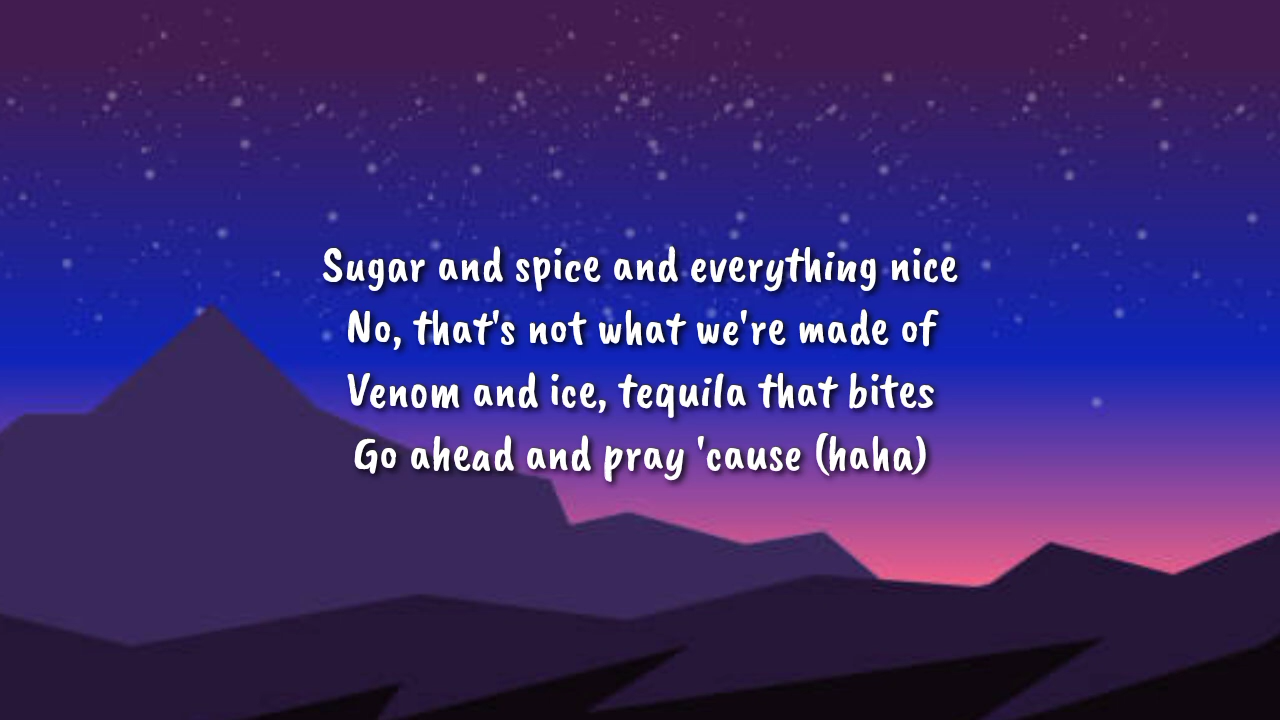 Sugar and spice and everything nice
No, that's not what we're made of
Venom and ice, tequila that bites
Go ahead and pray 'cause (haha)